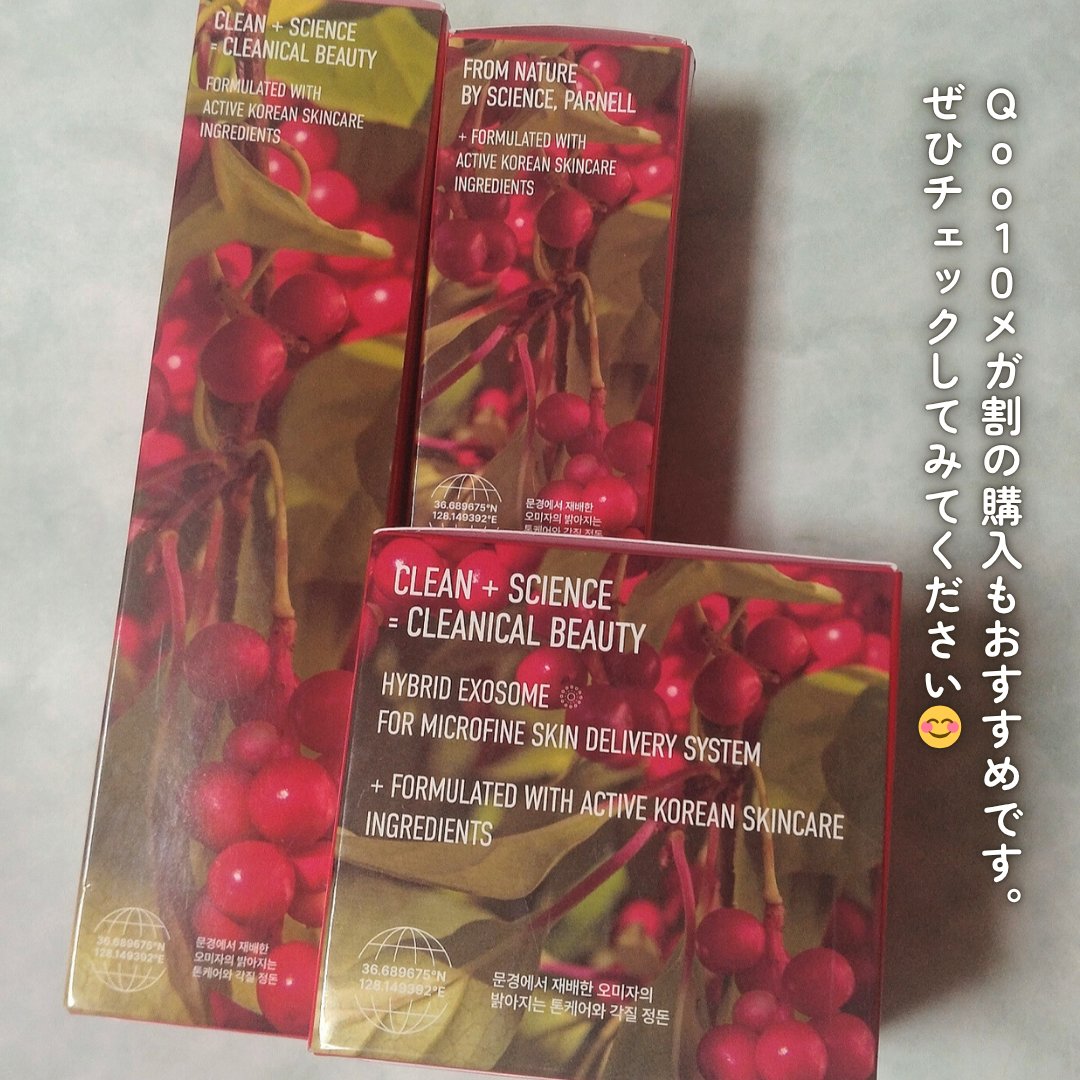 CLEAN + SCIENCE
= CLEANICAL BEAUTY
FORMULATED WITH
ACTIVE KOREAN SKINCARE
INGREDIENTS
36.689675°N
128.149392°E
문경에서 재배한
오미자의 밝아지는
톤케어와 각질 정돈
FROM NATURE
BY SCIENCE, PARNELL
+ FORMULATED WITH
ACTIVE KOREAN SKINCARE
INGREDIENTS
36.689675°N
128.149392°E
문경에서 재배한
오미자의 밝아지는
톤케어와 각질 정돈
CLEAN + SCIENCE
= CLEANICAL BEAUTY
HYBRID EXOSOME
FOR MICROFINE SKIN DELIVERY SYSTEM
+ FORMULATED WITH ACTIVE KOREAN SKINCARE
INGREDIENTS
36.689675°N
128.149392°E
문경에서 재배한 오미자의
밝아지는 톤케어와 각질 정돈
Qoo10メガ割の購入もおすすめです。
ぜひチェックしてみてください😊